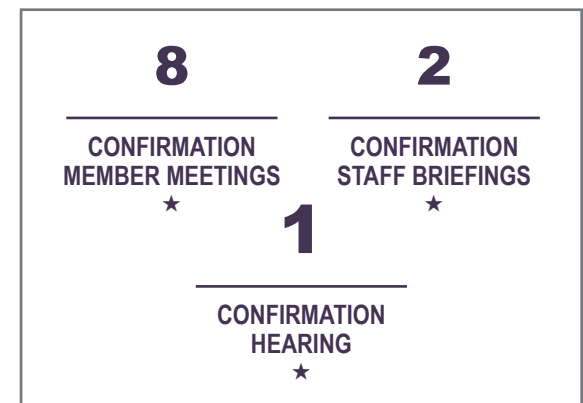 8
CONFIRMATION
MEMBER MEETINGS
★
2
CONFIRMATION
STAFF BRIEFINGS
★
1
CONFIRMATION
HEARING
★